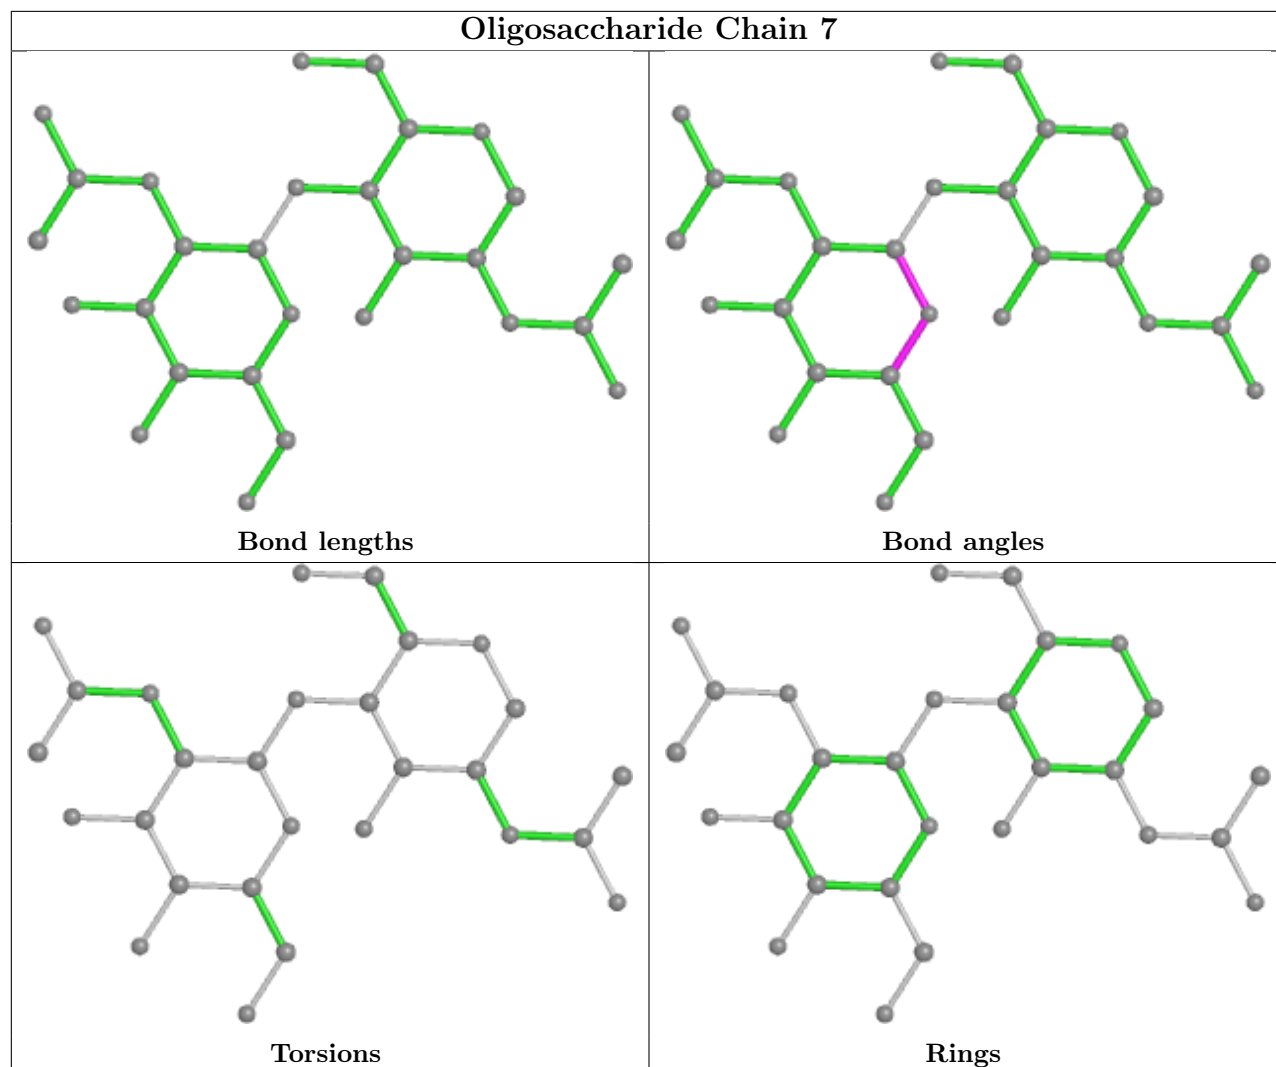 Oligosaccharide Chain 7
Bond lengths
Bond angles
Torsions
Rings